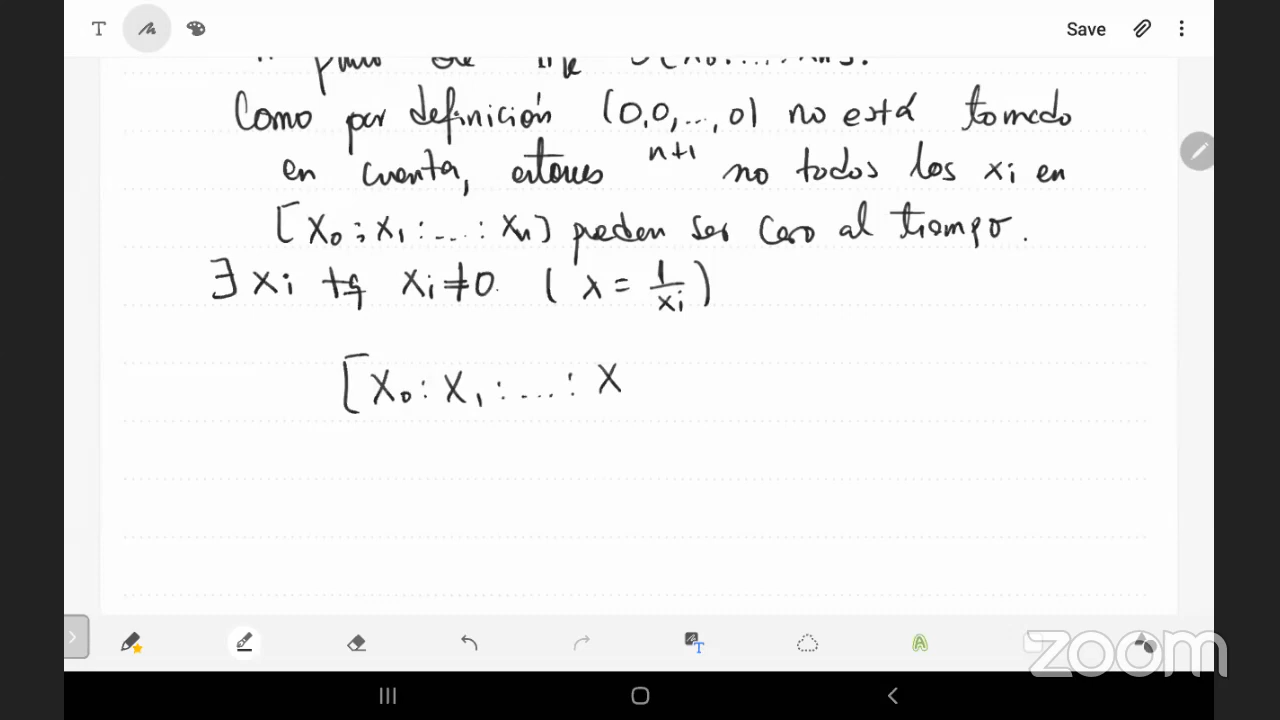 T Save
Como por definición (0,0,...,0) no está tomado
n+1
en cuenta, entonces no todos los xi en
[x₀ : x₁ : ... : xₙ] pueden ser cero al tiempo.
∃ xi tq xi ≠ 0. ( λ = 1/xi )
[x₀ : x₁ : ... : x
zoom